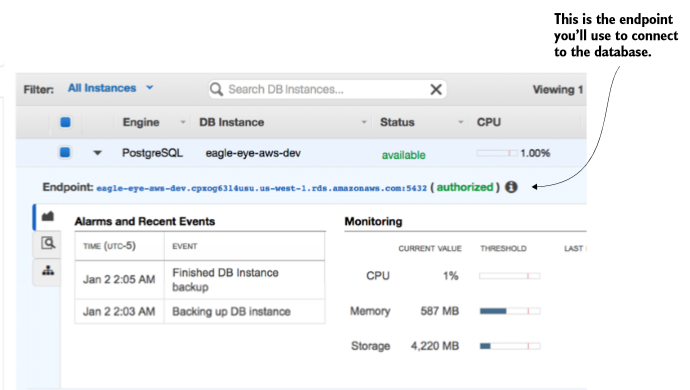 This is the endpoint
you'll use to connect
to the database.
Filter: All Instances Search DB Instances... Viewing 1
Engine DB Instance Status CPU
PostgreSQL eagle-eye-aws-dev available 1.00%
Endpoint: eagle-eye-aws-dev.cpxog6314usu.us-west-1.rds.amazonaws.com:5432 ( authorized )
Alarms and Recent Events
TIME (UTC-5) EVENT
Jan 2 2:05 AM Finished DB Instance
backup
Jan 2 2:03 AM Backing up DB instance
Monitoring
CURRENT VALUE THRESHOLD LAST
CPU 1%
Memory 587 MB
Storage 4,220 MB